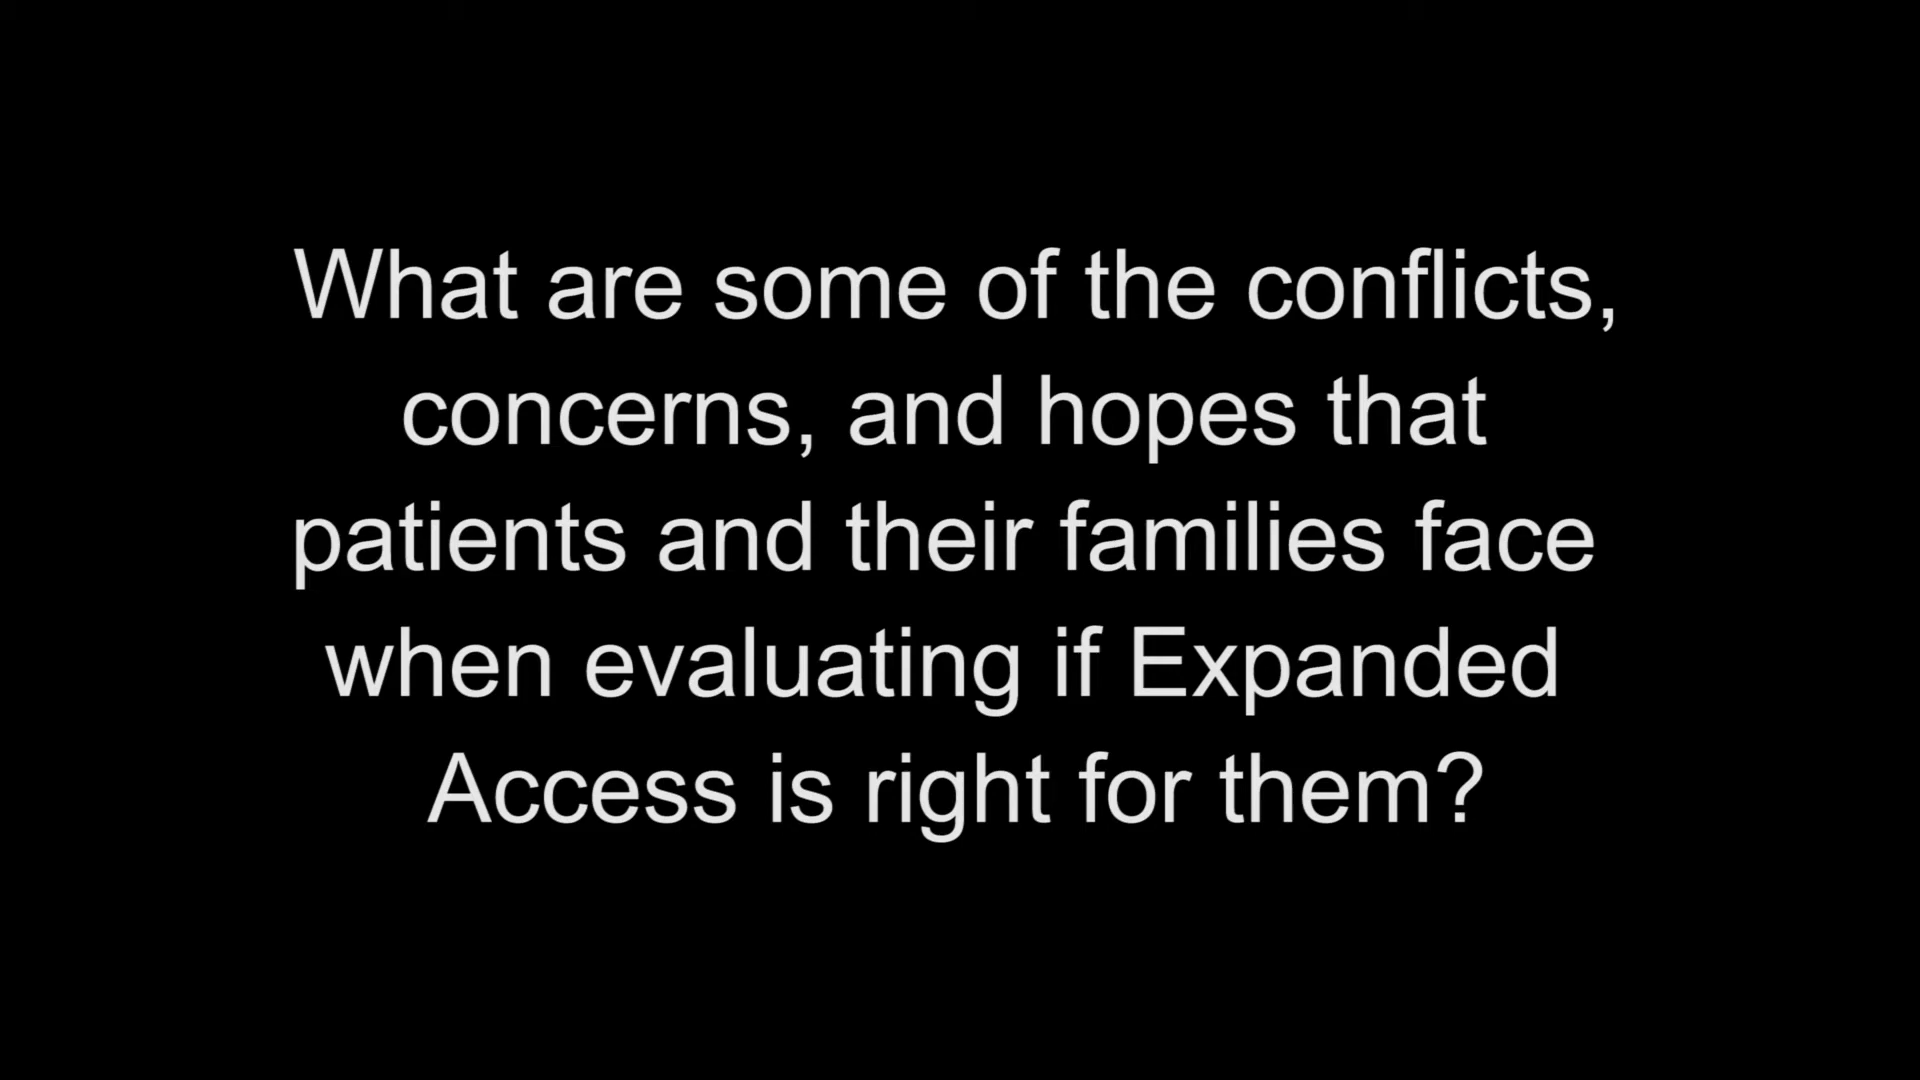 What are some of the conflicts,
concerns, and hopes that
patients and their families face
when evaluating if Expanded
Access is right for them?